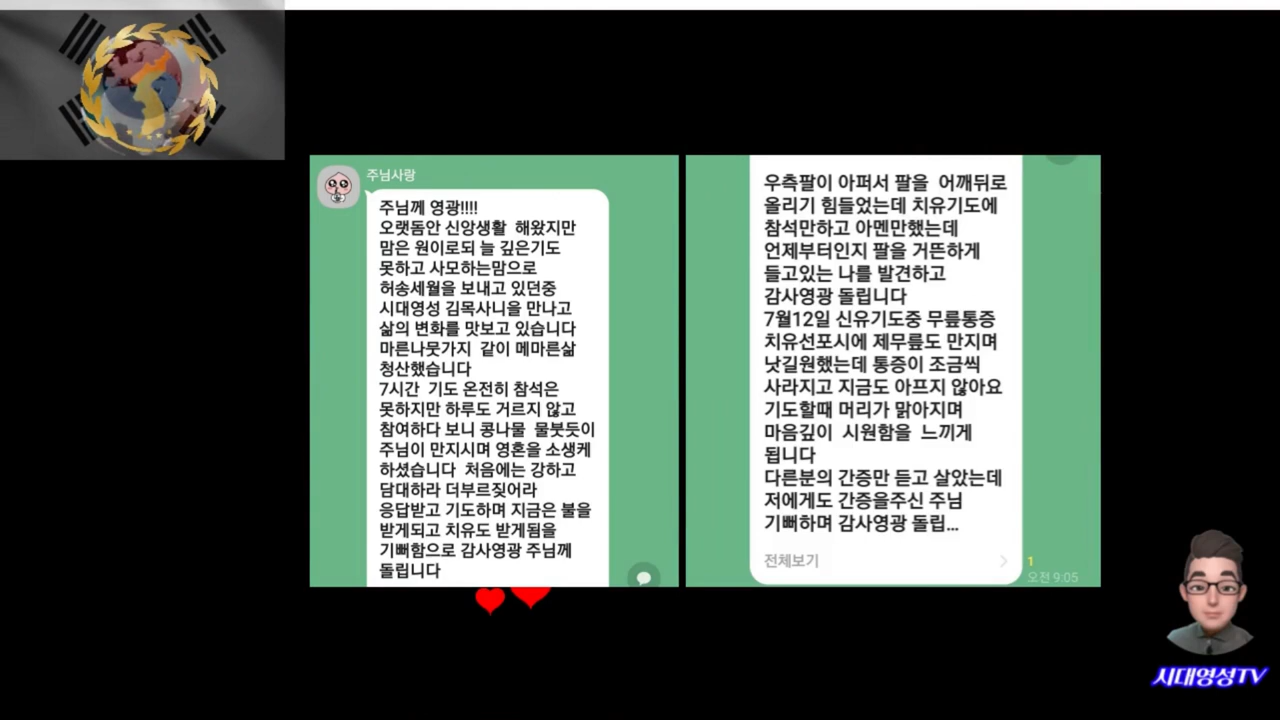 주님사랑
주님께 영광!!!!
오랫돔안 신앙생활 해왔지만
맘은 원이로되 늘 깊은기도
못하고 사모하는맘으로
허송세월을 보내고 있던중
시대영성 김목사니을 만나고
삶의 변화를 맛보고 있습니다
마른나뭇가지 같이 메마른삶
청산했습니다
7시간 기도 온전히 참석은
못하지만 하루도 거르지 않고
참여하다 보니 콩나물 물붓듯이
주님이 만지시며 영혼을 소생케
하셨습니다 처음에는 강하고
담대하라 더부르짖어라
응답받고 기도하며 지금은 불을
받게되고 치유도 받게됨을
기뻐함으로 감사영광 주님께
돌립니다
우측팔이 아퍼서 팔을 어깨뒤로
올리기 힘들었는데 치유기도에
참석만하고 아멘만했는데
언제부터인지 팔을 거뜬하게
들고있는 나를 발견하고
감사영광 돌립니다
7월12일 신유기도중 무릎통증
치유선포시에 제무릎도 만지며
낫길원했는데 통증이 조금씩
사라지고 지금도 아프지 않아요
기도할때 머리가 맑아지며
마음깊이 시원함을 느끼게
됩니다
다른분의 간증만 듣고 살았는데
저에게도 간증을주신 주님
기뻐하며 감사영광 돌립...
전체보기
1
오전 9:05
시대영성TV